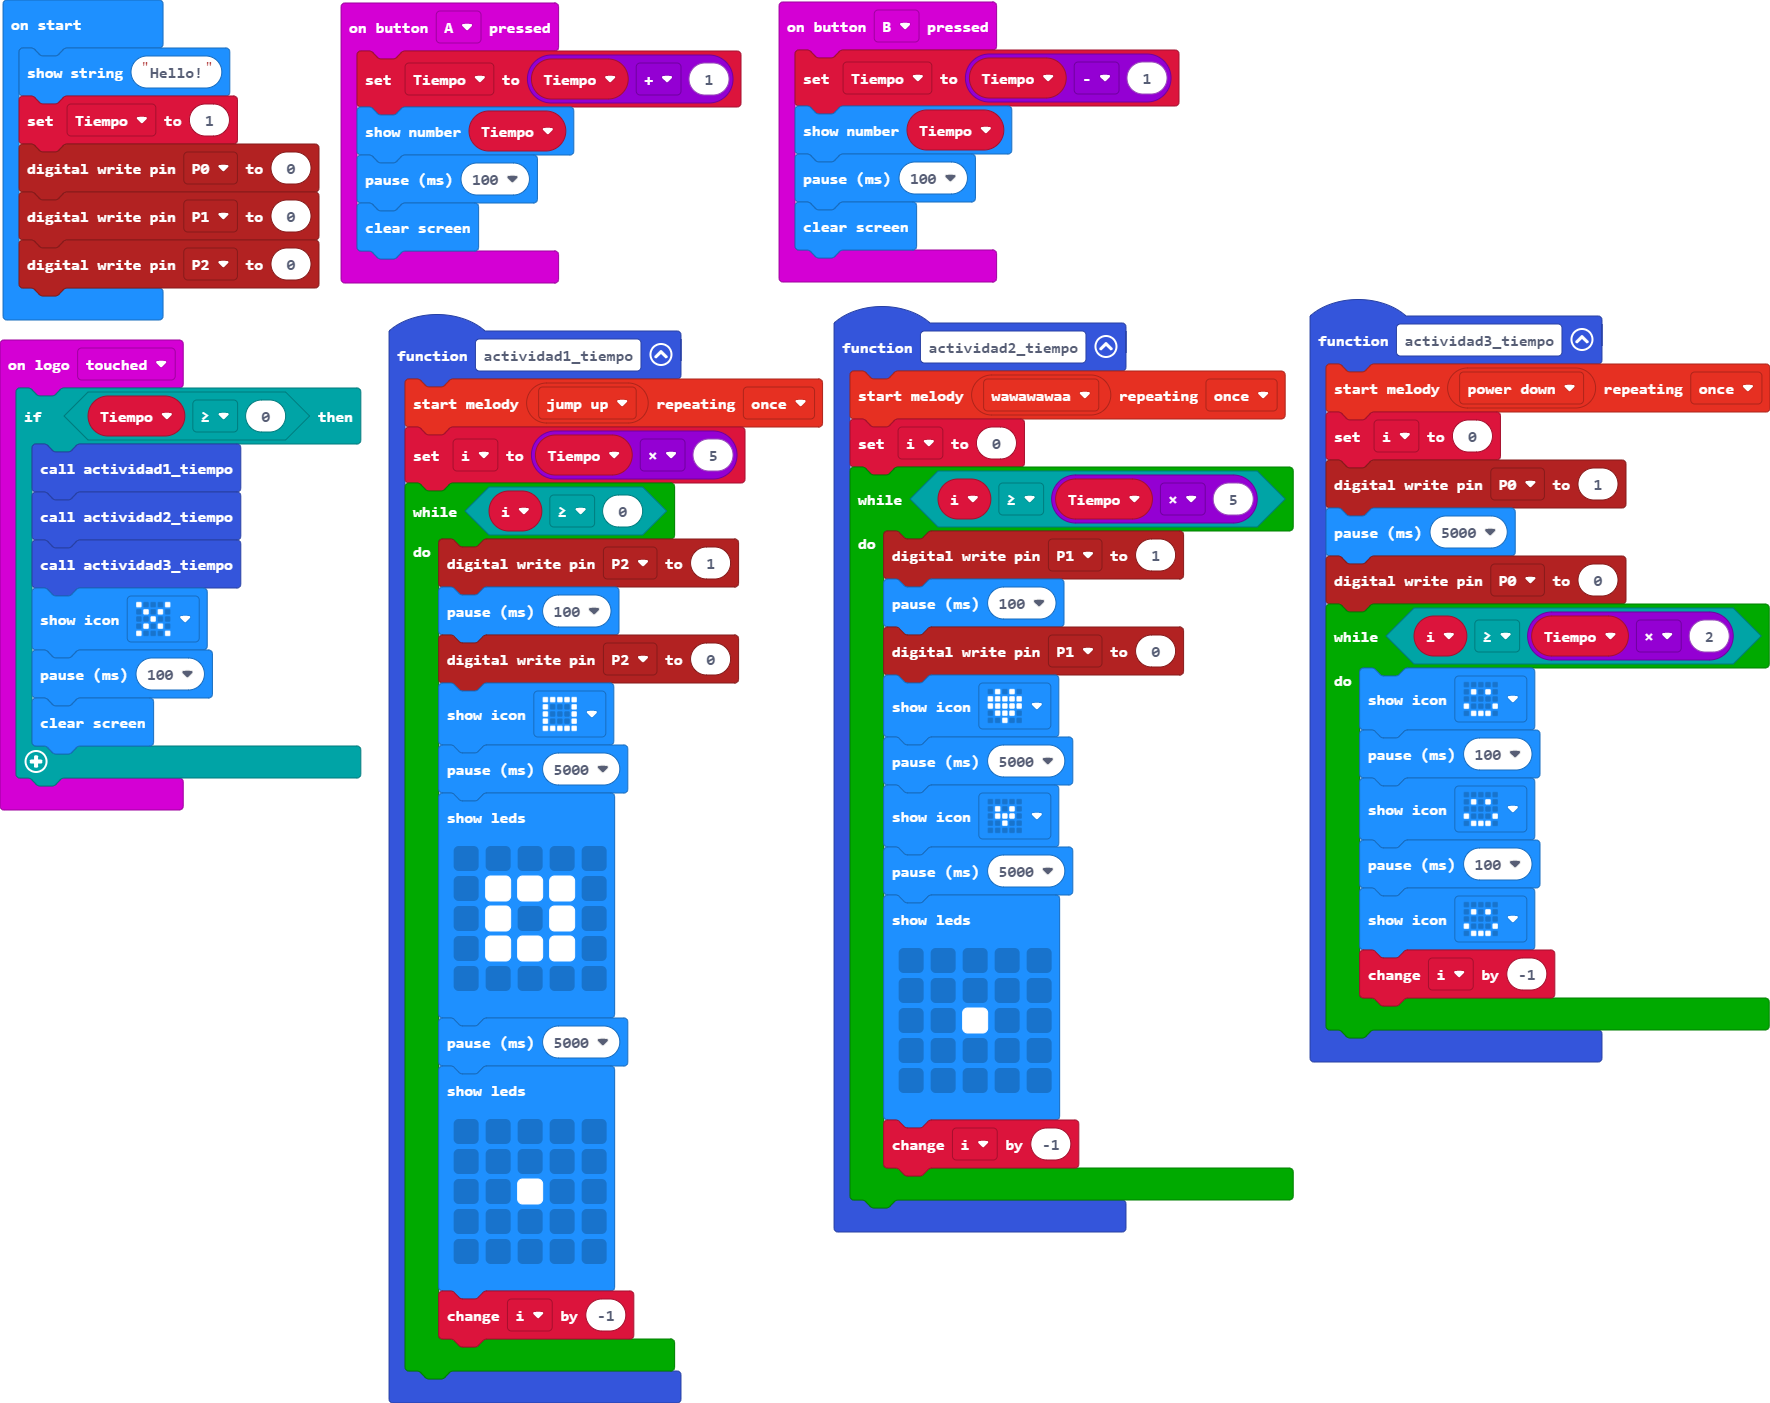 on start
show string "Hello!"
set Tiempo to 1
digital write pin P0 to 0
digital write pin P1 to 0
digital write pin P2 to 0
on button A pressed
set Tiempo to Tiempo + 1
show number Tiempo
pause (ms) 100
clear screen
on button B pressed
set Tiempo to Tiempo - 1
show number Tiempo
pause (ms) 100
clear screen
on logo touched
if Tiempo ≥ 0 then
call actividad1_tiempo
call actividad2_tiempo
call actividad3_tiempo
show icon
pause (ms) 100
clear screen
function actividad1_tiempo
start melody jump up repeating once
set i to Tiempo × 5
while i ≥ 0
do
digital write pin P2 to 1
pause (ms) 100
digital write pin P2 to 0
show icon
pause (ms) 5000
show leds
pause (ms) 5000
show leds
change i by -1
function actividad2_tiempo
start melody wawawawaa repeating once
set i to 0
while i ≥ Tiempo × 5
do
digital write pin P1 to 1
pause (ms) 100
digital write pin P1 to 0
show icon
pause (ms) 5000
show icon
pause (ms) 5000
show leds
change i by -1
function actividad3_tiempo
start melody power down repeating once
set i to 0
digital write pin P0 to 1
pause (ms) 5000
digital write pin P0 to 0
while i ≥ Tiempo × 2
do
show icon
pause (ms) 100
show icon
pause (ms) 100
show icon
change i by -1